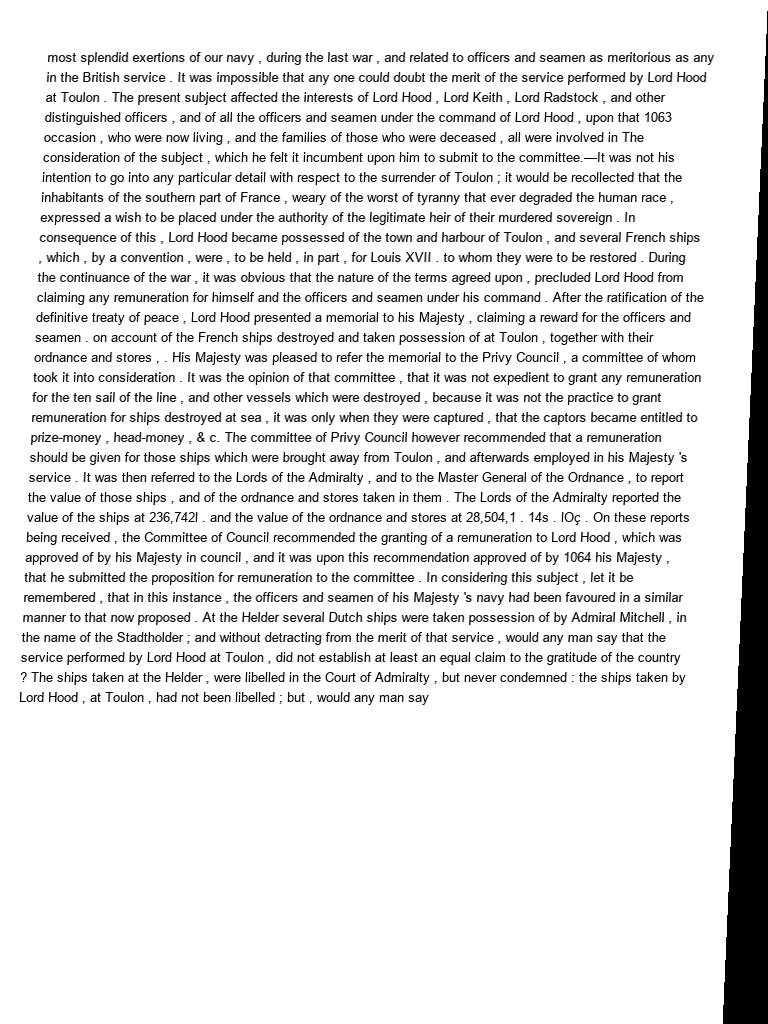 most splendid exertions of our navy , during the last war , and related to officers and seamen as meritorious as any
in the British service . It was impossible that any one could doubt the merit of the service performed by Lord Hood
at Toulon . The present subject affected the interests of Lord Hood , Lord Keith , Lord Radstock , and other
distinguished officers , and of all the officers and seamen under the command of Lord Hood , upon that 1063
occasion , who were now living , and the families of those who were deceased , all were involved in The
consideration of the subject , which he felt it incumbent upon him to submit to the committee.—It was not his
intention to go into any particular detail with respect to the surrender of Toulon ; it would be recollected that the
inhabitants of the southern part of France , weary of the worst of tyranny that ever degraded the human race ,
expressed a wish to be placed under the authority of the legitimate heir of their murdered sovereign . In
consequence of this , Lord Hood became possessed of the town and harbour of Toulon , and several French ships
, which , by a convention , were , to be held , in part , for Louis XVII . to whom they were to be restored . During
the continuance of the war , it was obvious that the nature of the terms agreed upon , precluded Lord Hood from
claiming any remuneration for himself and the officers and seamen under his command . After the ratification of the
definitive treaty of peace , Lord Hood presented a memorial to his Majesty , claiming a reward for the officers and
seamen . on account of the French ships destroyed and taken possession of at Toulon , together with their
ordnance and stores , . His Majesty was pleased to refer the memorial to the Privy Council , a committee of whom
took it into consideration . It was the opinion of that committee , that it was not expedient to grant any remuneration
for the ten sail of the line , and other vessels which were destroyed , because it was not the practice to grant
remuneration for ships destroyed at sea , it was only when they were captured , that the captors became entitled to
prize-money , head-money , & c. The committee of Privy Council however recommended that a remuneration
should be given for those ships which were brought away from Toulon , and afterwards employed in his Majesty 's
service . It was then referred to the Lords of the Admiralty , and to the Master General of the Ordnance , to report
the value of those ships , and of the ordnance and stores taken in them . The Lords of the Admiralty reported the
value of the ships at 236,742l . and the value of the ordnance and stores at 28,504,1 . 14s . lOç . On these reports
being received , the Committee of Council recommended the granting of a remuneration to Lord Hood , which was
approved of by his Majesty in council , and it was upon this recommendation approved of by 1064 his Majesty ,
that he submitted the proposition for remuneration to the committee . In considering this subject , let it be
remembered , that in this instance , the officers and seamen of his Majesty 's navy had been favoured in a similar
manner to that now proposed . At the Helder several Dutch ships were taken possession of by Admiral Mitchell , in
the name of the Stadtholder ; and without detracting from the merit of that service , would any man say that the
service performed by Lord Hood at Toulon , did not establish at least an equal claim to the gratitude of the country
? The ships taken at the Helder , were libelled in the Court of Admiralty , but never condemned : the ships taken by
Lord Hood , at Toulon , had not been libelled ; but , would any man say